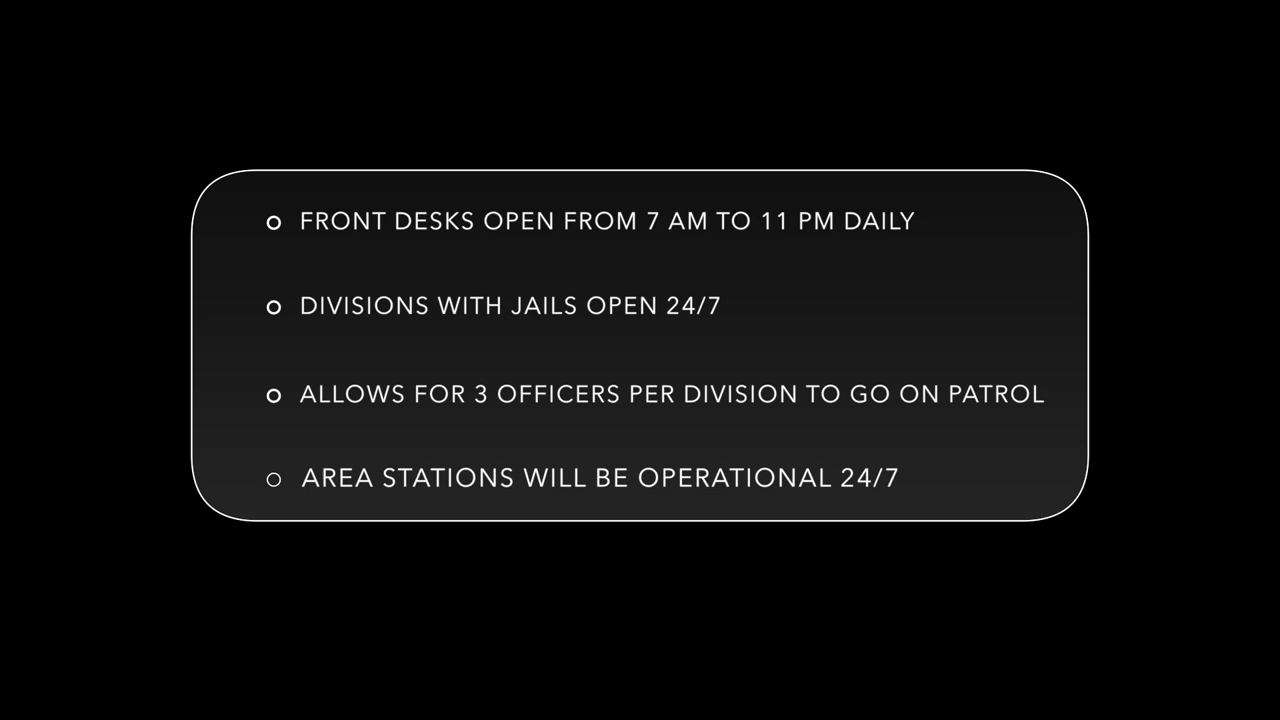 FRONT DESKS OPEN FROM 7 AM TO 11 PM DAILY
DIVISIONS WITH JAILS OPEN 24/7
ALLOWS FOR 3 OFFICERS PER DIVISION TO GO ON PATROL
AREA STATIONS WILL BE OPERATIONAL 24/7